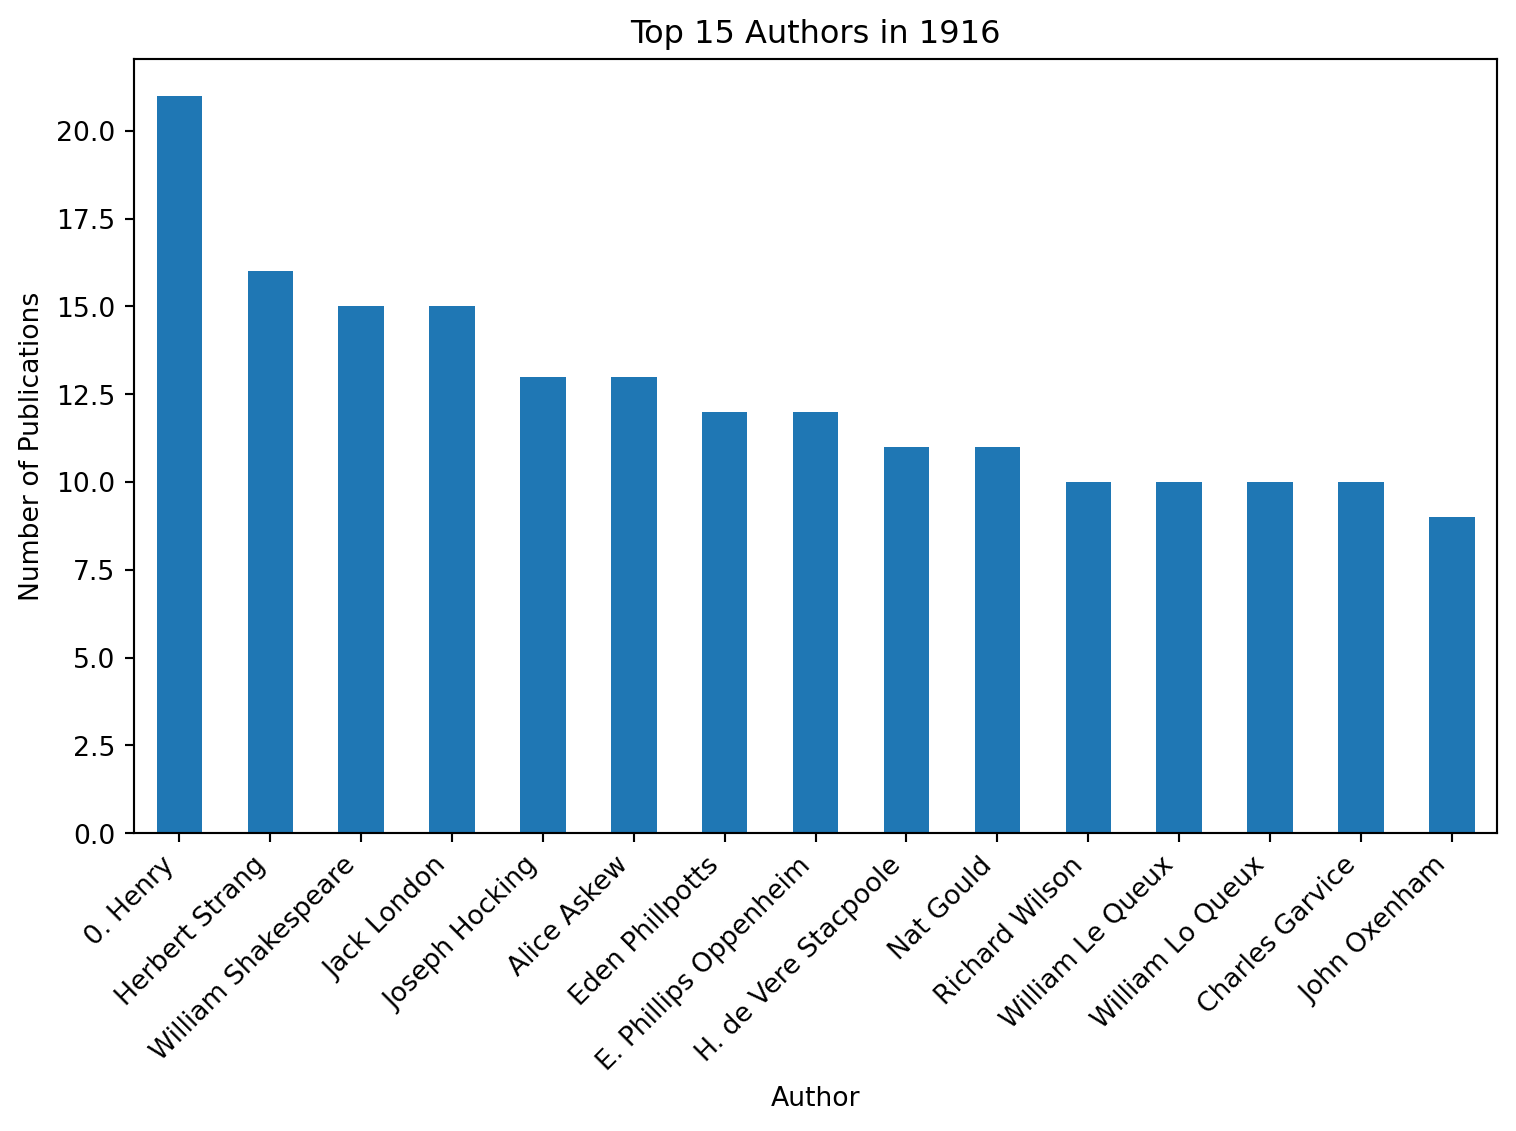 Top 15 Authors in 1916
Number of Publications
20.0
17.5
15.0
12.5
10.0
7.5
5.0
2.5
0.0
0. Henry
Herbert Strang
William Shakespeare
Jack London
Joseph Hocking
Alice Askew
Eden Phillpotts
E. Phillips Oppenheim
H. de Vere Stacpoole
Nat Gould
Richard Wilson
William Le Queux
William Lo Queux
Charles Garvice
John Oxenham
Author